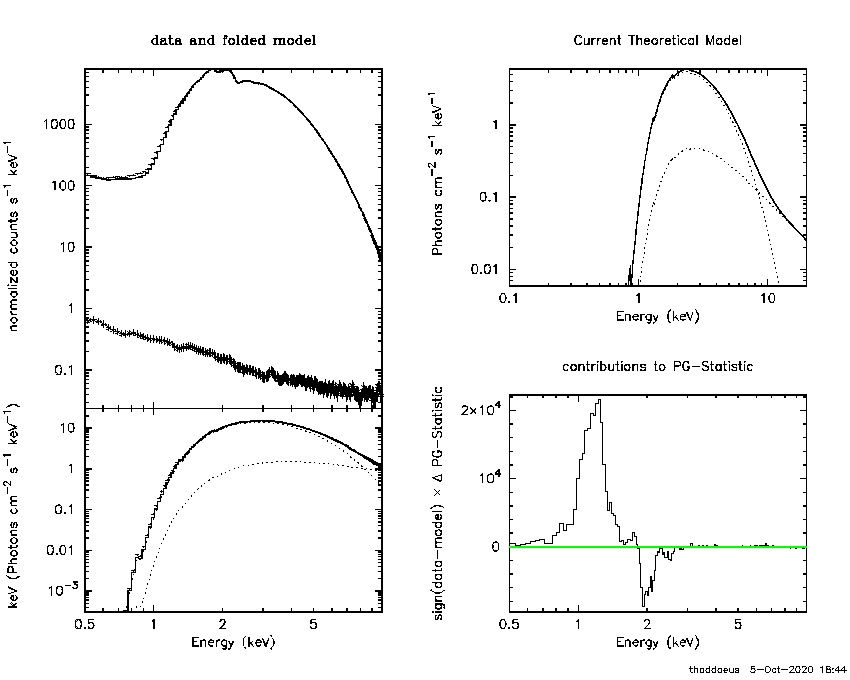 data and folded model
normalized counts s⁻¹ keV⁻¹
1000
100
10
1
0.1
keV (Photons cm⁻² s⁻¹ keV⁻¹)
10
1
0.1
0.01
10⁻³
0.5 1 2 5
Energy (keV)
Current Theoretical Model
Photons cm⁻² s⁻¹ keV⁻¹
1
0.1
0.01
0.1 1 10
Energy (keV)
contributions to PG-Statistic
sign(data-model) × Δ PG-Statistic
2×10⁴
10⁴
0
0.5 1 2 5
Energy (keV)
thaddaeus 5-Oct-2020 18:44